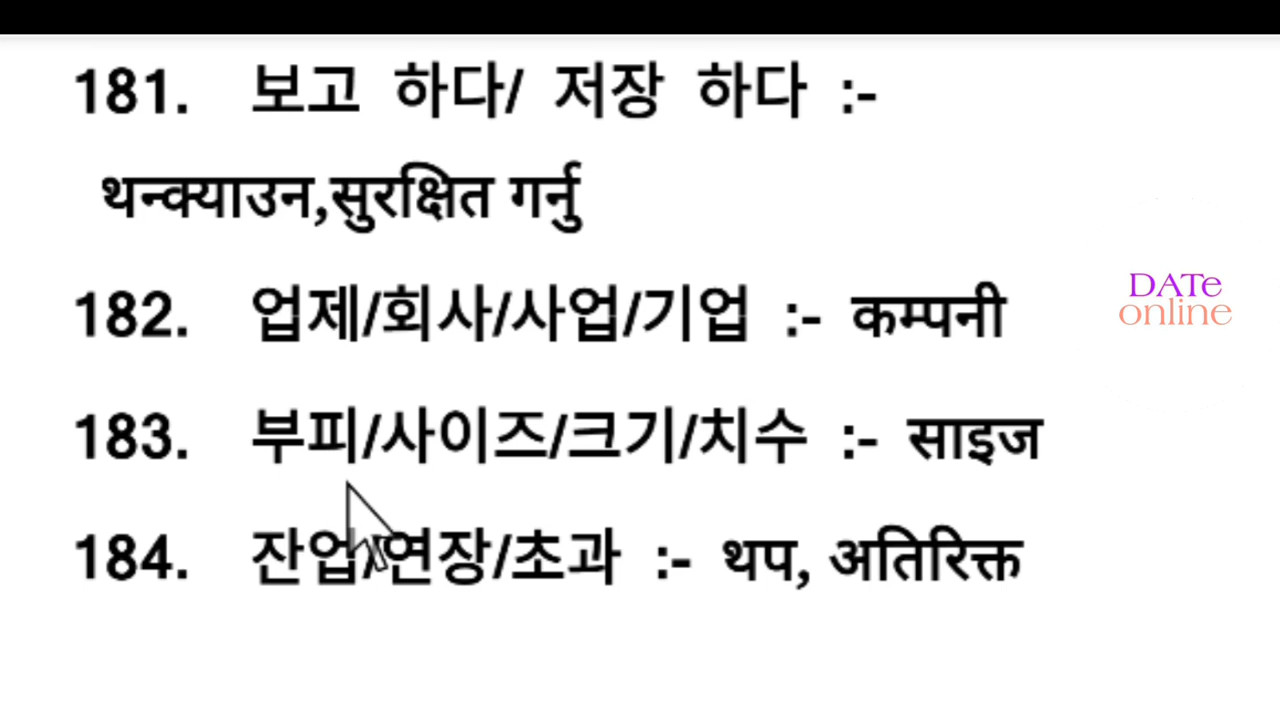 181. 보고 하다/ 저장 하다 :-
थन्क्याउन,सुरक्षित गर्नु
182. 업제/회사/사업/기업 :- कम्पनी
DATe
online
183. 부피/사이즈/크기/치수 :- साइज
184. 잔업/연장/초과 :- थप, अतिरिक्त